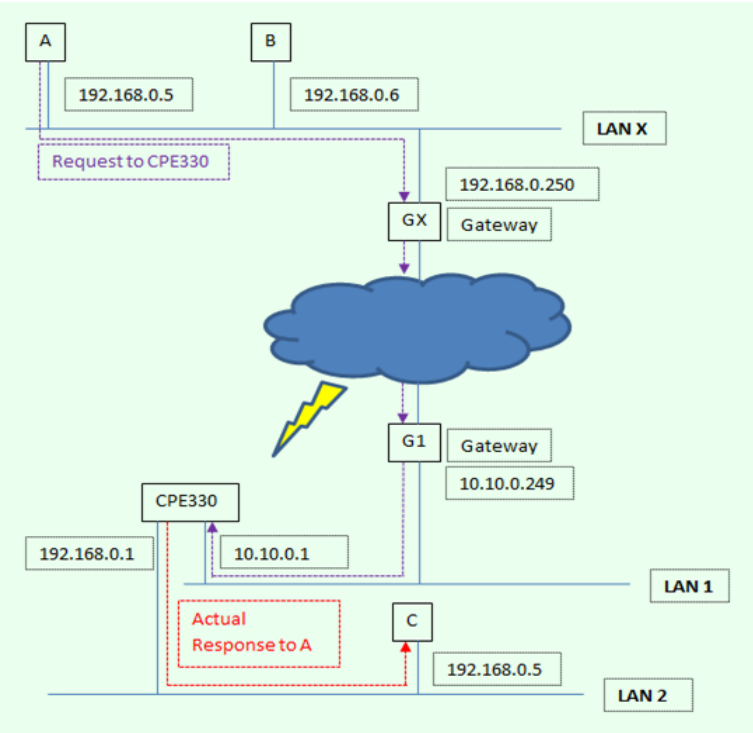 A
B
192.168.0.5
192.168.0.6
LAN X
Request to CPE330
192.168.0.250
GX
Gateway
G1
Gateway
10.10.0.249
CPE330
192.168.0.1
10.10.0.1
LAN 1
Actual
Response to A
C
192.168.0.5
LAN 2